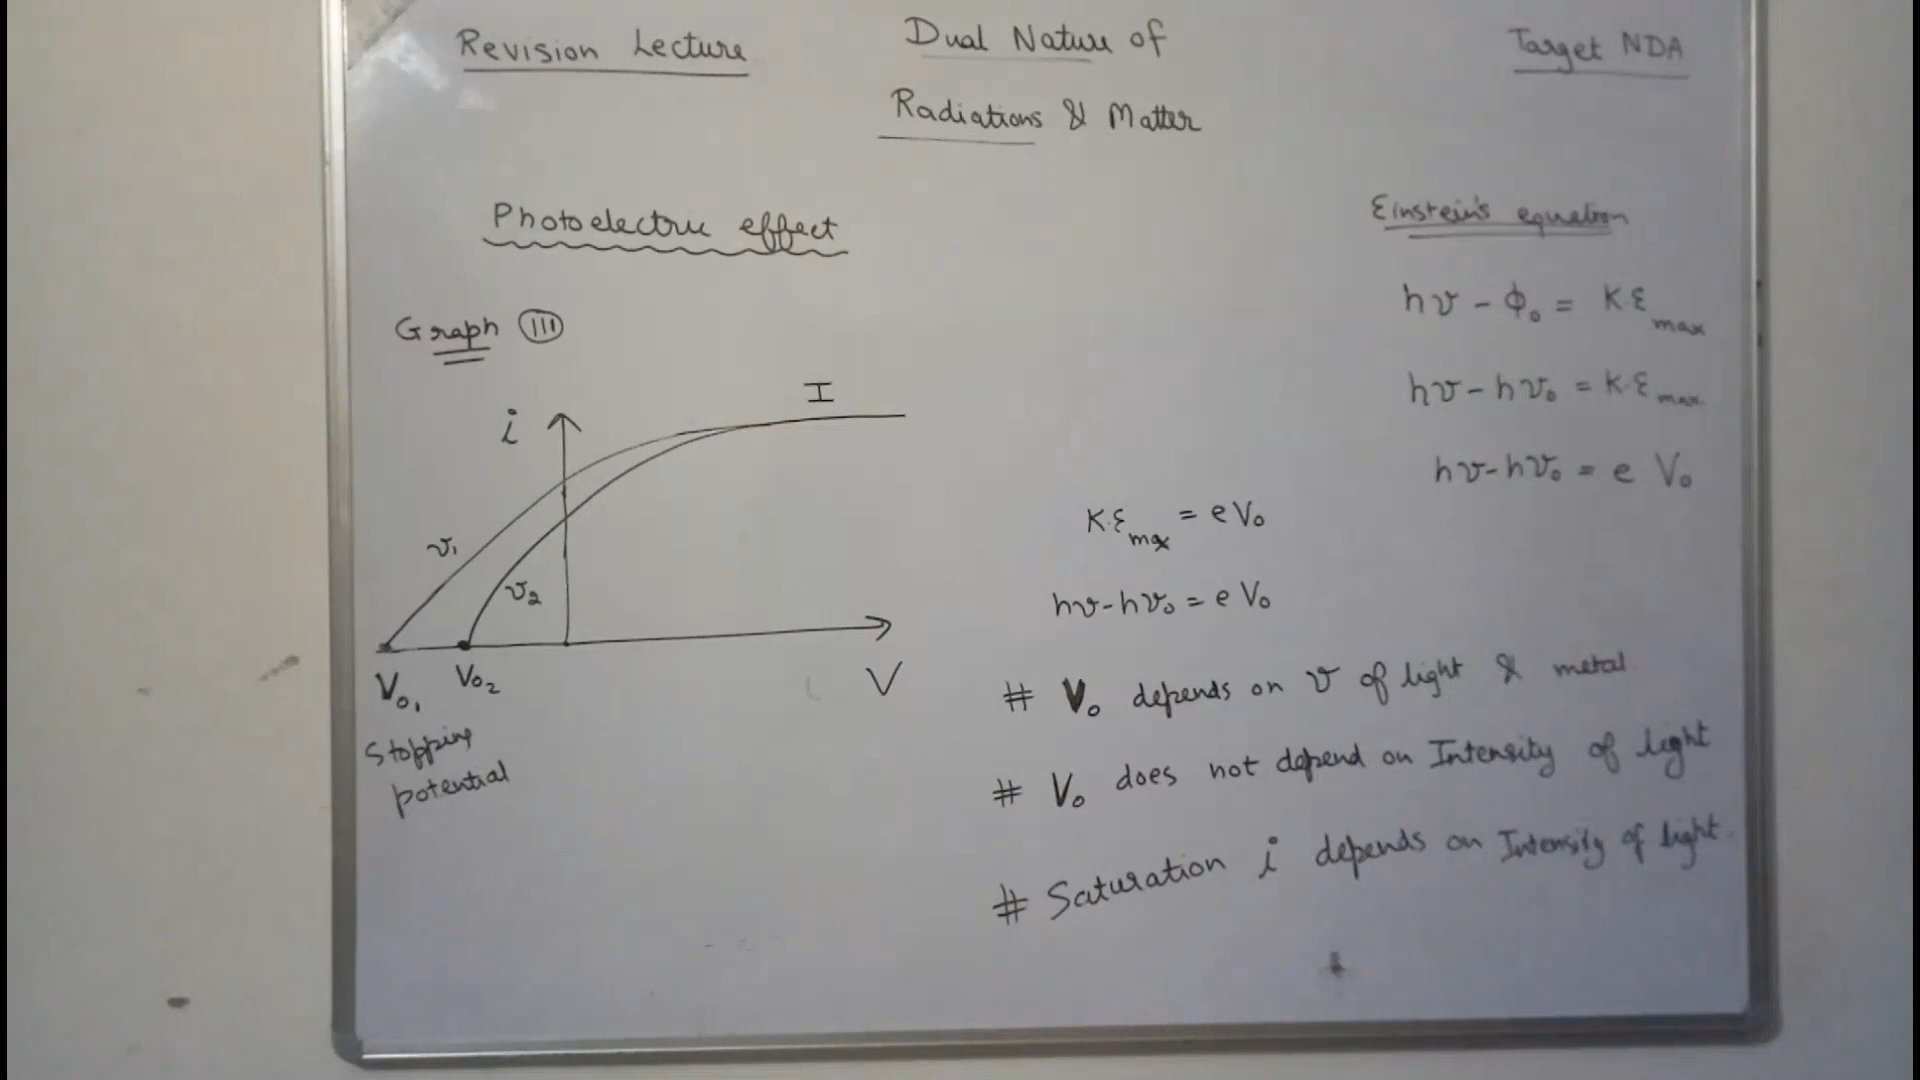 Revision Lecture
Dual Nature of
Radiations & Matter
Target NDA
Photoelectric effect
Graph III
i
I
ν₁
ν₂
V₀₁
V₀₂
V
Stopping
potential
Einstein's equation
hν - ϕ₀ = K.E max
hν - hν₀ = K.E max
hν - hν₀ = e V₀
K.E max = e V₀
hν - hν₀ = e V₀
# V₀ depends on ν of light & metal
# V₀ does not depend on Intensity of light
# Saturation i depends on Intensity of light.